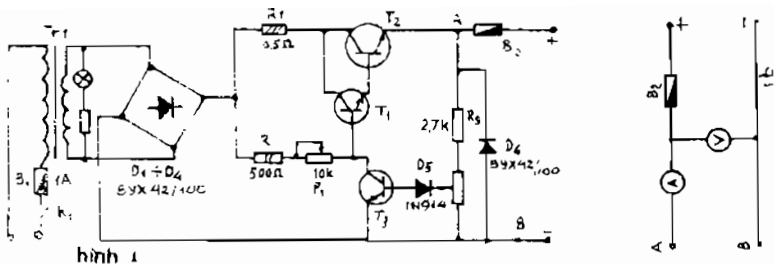 Tr1
R1
0,5Ω
T2
A
B2
+
T1
2,7k
R3
D6
BYX42/100
R
500Ω
10k
P1
D5
1N914
T3
D1 ÷ D4
BYX42/100
1A
K1
B
-
hình 1
+
B2
V
A
A
B